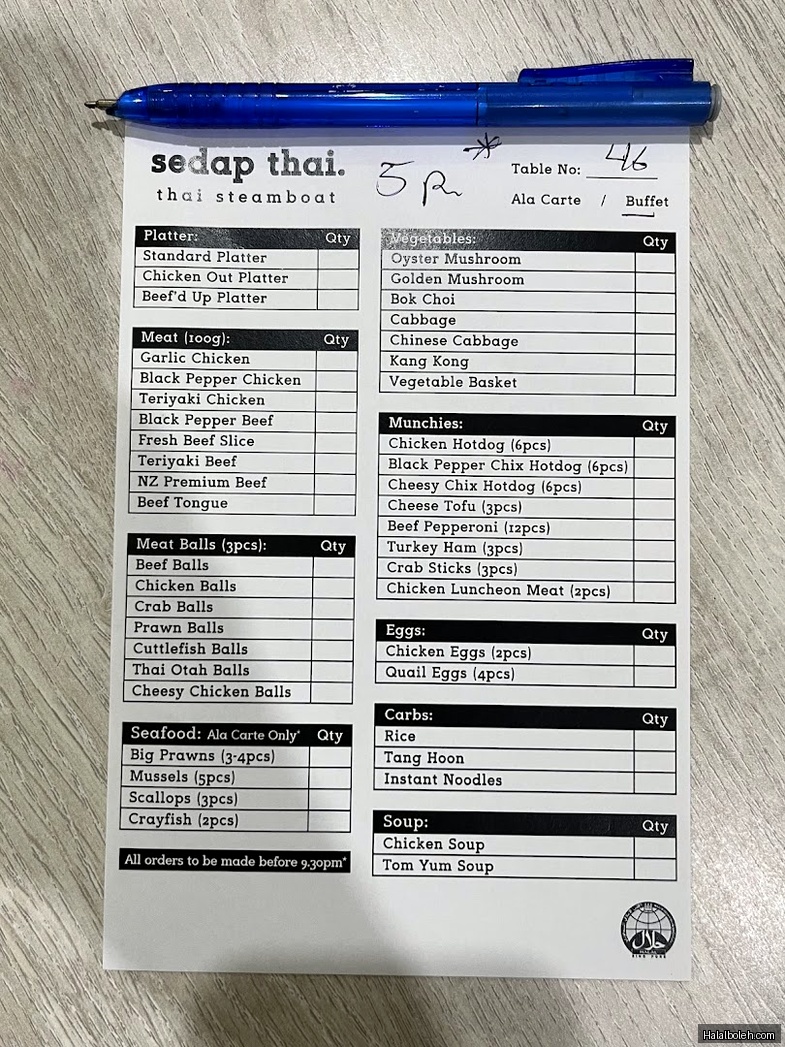 sedap thai.
thai steamboat
5 p
*
Table No: 46
Ala Carte / Buffet
Platter: Qty
Standard Platter
Chicken Out Platter
Beef'd Up Platter
Meat (100g): Qty
Garlic Chicken
Black Pepper Chicken
Teriyaki Chicken
Black Pepper Beef
Fresh Beef Slice
Teriyaki Beef
NZ Premium Beef
Beef Tongue
Meat Balls (3pcs): Qty
Beef Balls
Chicken Balls
Crab Balls
Prawn Balls
Cuttlefish Balls
Thai Otah Balls
Cheesy Chicken Balls
Seafood: Ala Carte Only* Qty
Big Prawns (3-4pcs)
Mussels (5pcs)
Scallops (3pcs)
Crayfish (2pcs)
All orders to be made before 9.30pm*
Vegetables: Qty
Oyster Mushroom
Golden Mushroom
Bok Choi
Cabbage
Chinese Cabbage
Kang Kong
Vegetable Basket
Munchies: Qty
Chicken Hotdog (6pcs)
Black Pepper Chix Hotdog (6pcs)
Cheesy Chix Hotdog (6pcs)
Cheese Tofu (3pcs)
Beef Pepperoni (12pcs)
Turkey Ham (3pcs)
Crab Sticks (3pcs)
Chicken Luncheon Meat (2pcs)
Eggs: Qty
Chicken Eggs (2pcs)
Quail Eggs (4pcs)
Carbs: Qty
Rice
Tang Hoon
Instant Noodles
Soup: Qty
Chicken Soup
Tom Yum Soup
حلال
Halalboleh.com